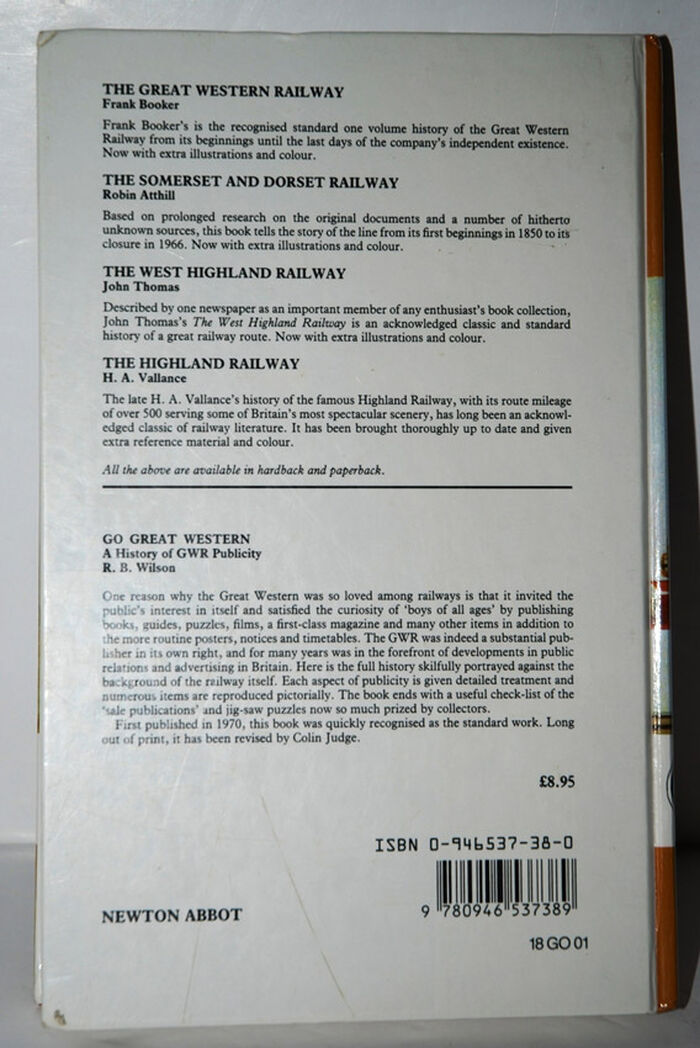 THE GREAT WESTERN RAILWAY
Frank Booker
Frank Booker's is the recognised standard one volume history of the Great Western
Railway from its beginnings until the last days of the company's independent existence.
Now with extra illustrations and colour.
THE SOMERSET AND DORSET RAILWAY
Robin Atthill
Based on prolonged research on the original documents and a number of hitherto
unknown sources, this book tells the story of the line from its first beginnings in 1850 to its
closure in 1966. Now with extra illustrations and colour.
THE WEST HIGHLAND RAILWAY
John Thomas
Described by one newspaper as an important member of any enthusiast's book collection,
John Thomas's The West Highland Railway is an acknowledged classic and standard
history of a great railway route. Now with extra illustrations and colour.
THE HIGHLAND RAILWAY
H. A. Vallance
The late H. A. Vallance's history of the famous Highland Railway, with its route mileage
of over 500 serving some of Britain's most spectacular scenery, has long been an acknowl-
edged classic of railway literature. It has been brought thoroughly up to date and given
extra reference material and colour.
All the above are available in hardback and paperback.
GO GREAT WESTERN
A History of GWR Publicity
R. B. Wilson
One reason why the Great Western was so loved among railways is that it invited the
public's interest in itself and satisfied the curiosity of 'boys of all ages' by publishing
books, guides, puzzles, films, a first-class magazine and many other items in addition to
the more routine posters, notices and timetables. The GWR was indeed a substantial pub-
lisher in its own right, and for many years was in the forefront of developments in public
relations and advertising in Britain. Here is the full history skilfully portrayed against the
background of the railway itself. Each aspect of publicity is given detailed treatment and
numerous items are reproduced pictorially. The book ends with a useful check-list of the
'sale publications' and jig-saw puzzles now so much prized by collectors.
First published in 1970, this book was quickly recognised as the standard work. Long
out of print, it has been revised by Colin Judge.
£8.95
ISBN 0-946537-38-0
9 780946 537389
NEWTON ABBOT
18 GO 01